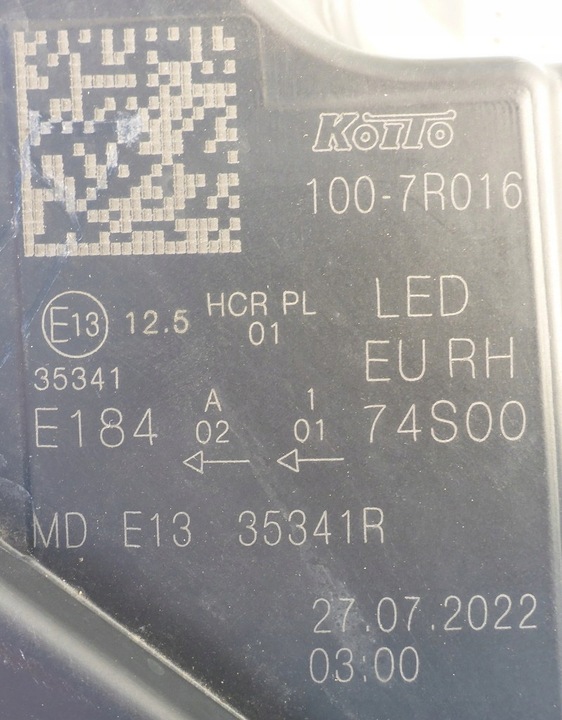 KOITO
100-7R016
E13 12.5 HCR PL LED
01
35341 EU RH
E184 A 1 74S00
02 01
MD E13 35341R
27.07.2022
03:00